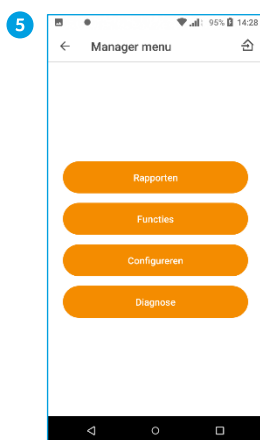 5
95% 14:28
Manager menu
Rapporten
Functies
Configureren
Diagnose